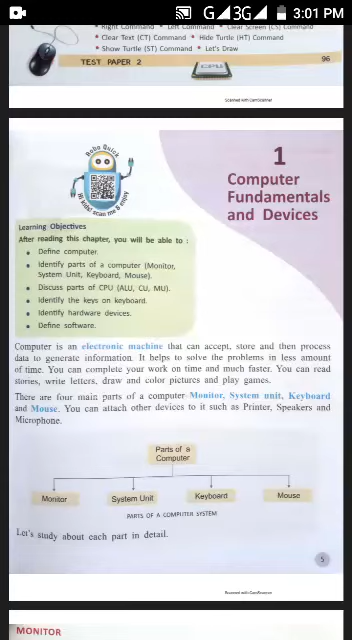 G 3G 3:01 PM
• Right Command • Left Command • Clear Screen (CS) Command
• Clear Text (CT) Command • Hide Turtle (HT) Command
• Show Turtle (ST) Command • Let's Draw
TEST PAPER 2
CPU
96
Scanned with CamScanner
Robo Quick
Hi kids! scan me & enjoy
1
Computer
Fundamentals
and Devices
Learning Objectives
After reading this chapter, you will be able to :
• Define computer.
• Identify parts of a computer (Monitor,
System Unit, Keyboard, Mouse).
• Discuss parts of CPU (ALU, CU, MU).
• Identify the keys on keyboard.
• Identify hardware devices.
• Define software.
Computer is an electronic machine that can accept, store and then process
data to generate information. It helps to solve the problems in less amount
of time. You can complete your work on time and much faster. You can read
stories, write letters, draw and color pictures and play games.
There are four main parts of a computer-Monitor, System unit, Keyboard
and Mouse. You can attach other devices to it such as Printer, Speakers and
Microphone.
Parts of a
Computer
Monitor System Unit Keyboard Mouse
PARTS OF A COMPUTER SYSTEM
Let's study about each part in detail.
5
Scanned with CamScanner
MONITOR